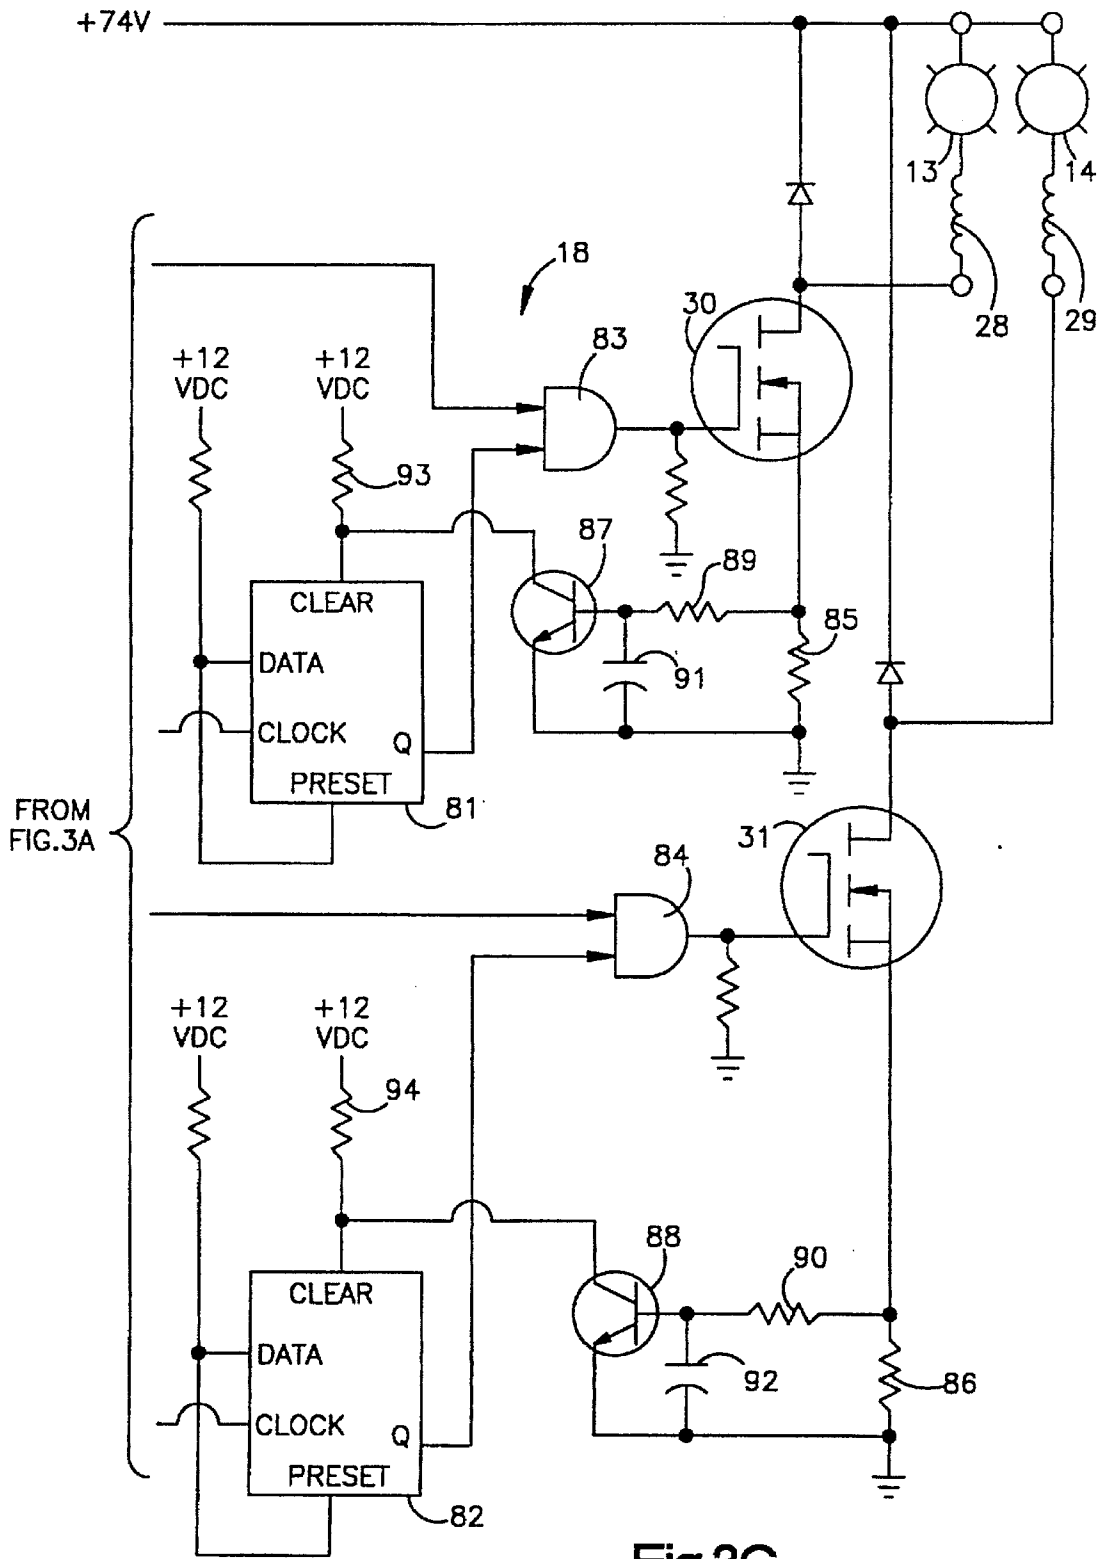 +74V
13
14
18
30
28
29
83
+12
VDC
+12
VDC
93
87
89
85
CLEAR
DATA
91
CLOCK
Q
PRESET
81
FROM
FIG.3A
31
84
+12
VDC
+12
VDC
94
88
90
CLEAR
DATA
92
86
CLOCK
Q
PRESET
82